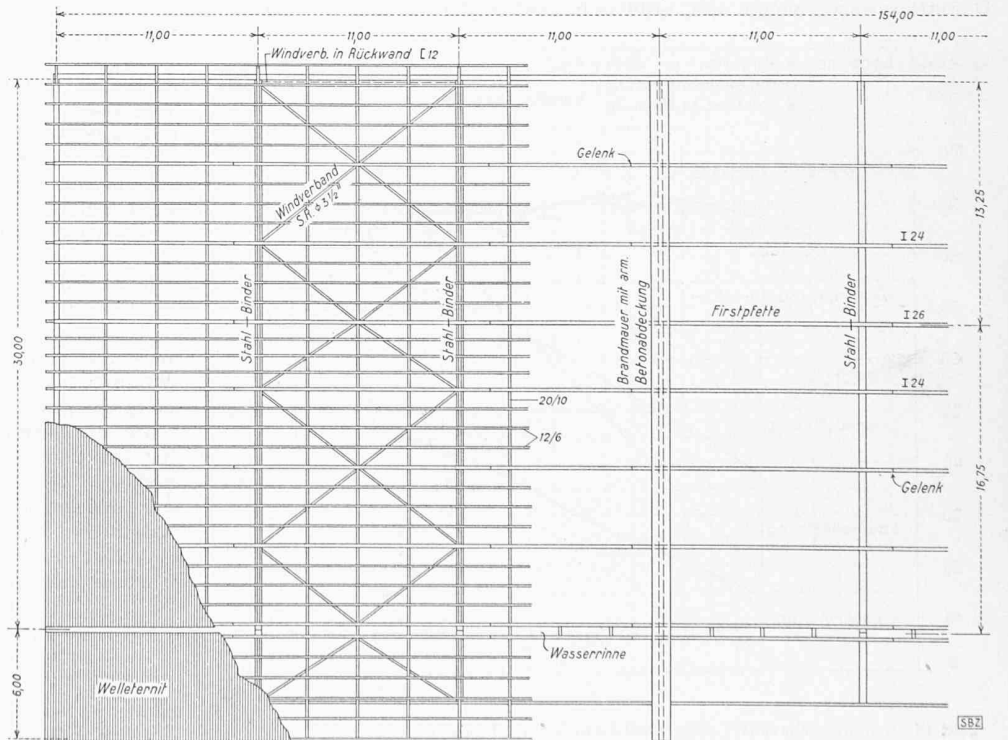 154,00
11,00 11,00 11,00 11,00 11,00
Windverb. in Rückwand [12
Gelenk
Windverband
S.R. ⌀ 3 1/2"
13,25
I 24
30,00
Stahl-Binder
Stahl-Binder
Brandmauer mit arm.
Betonabdeckung
Firstpfette
Stahl-Binder
I 26
I 24
20/10
12/6
Gelenk
16,75
Wasserrinne
6,00
Welleternit
SBZ